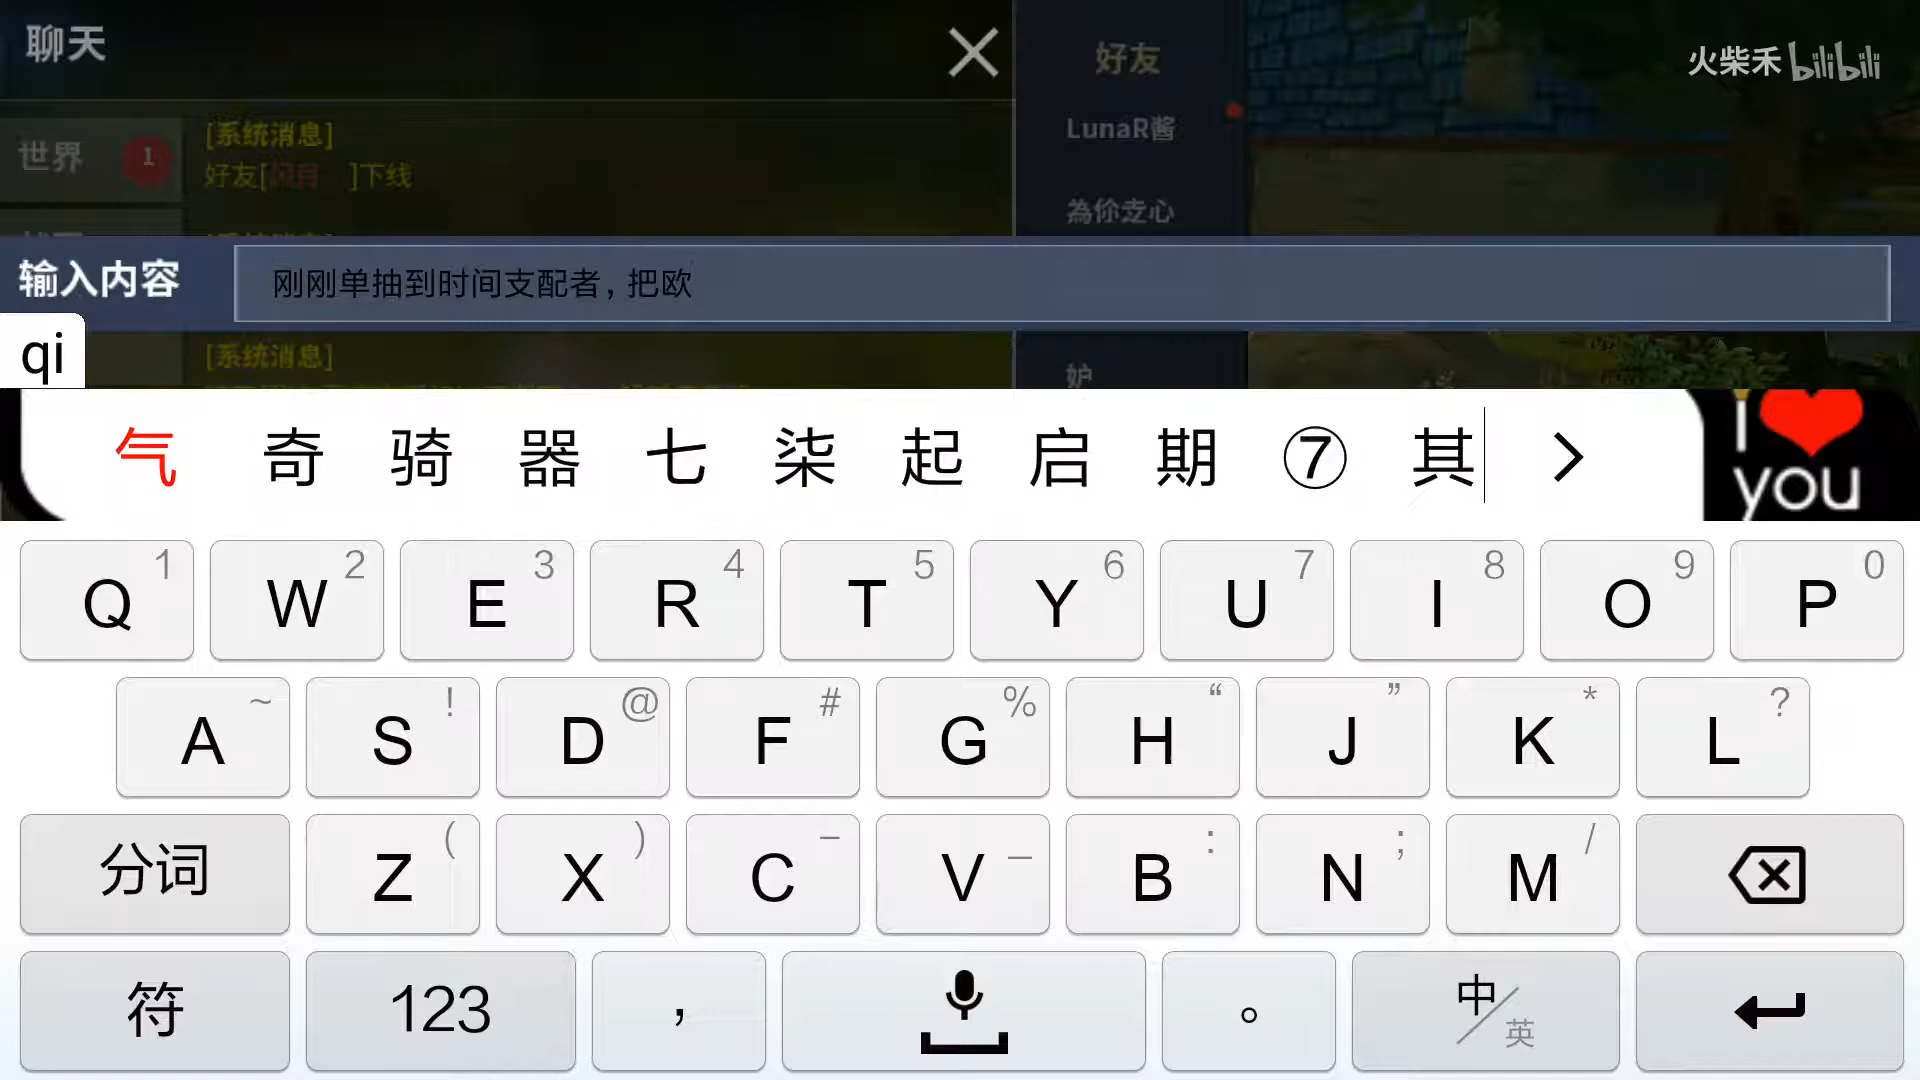 聊天
火柴禾 bilibili
好友
世界 1
[系统消息]
好友[ ]下线
LunaR酱
為你赱心
输入内容 刚刚单抽到时间支配者，把欧
[系统消息]
妒
qi
气 奇 骑 器 七 柒 起 启 期 ⑦ 其
i
you
Q 1 W 2 E 3 R 4 T 5 Y 6 U 7 I 8 O 9 P 0
A ~ S ! D @ F # G % H “ J ” K * L ?
分词 Z ( X ) C – V _ B : N ; M /
符 123 ， 。 中/英